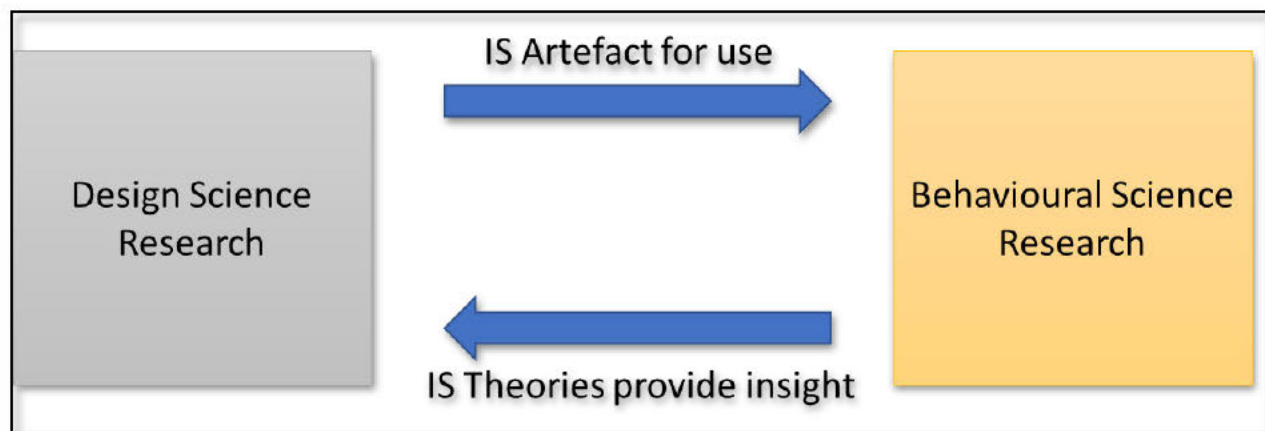 IS Artefact for use
Design Science
Research
Behavioural Science
Research
IS Theories provide insight